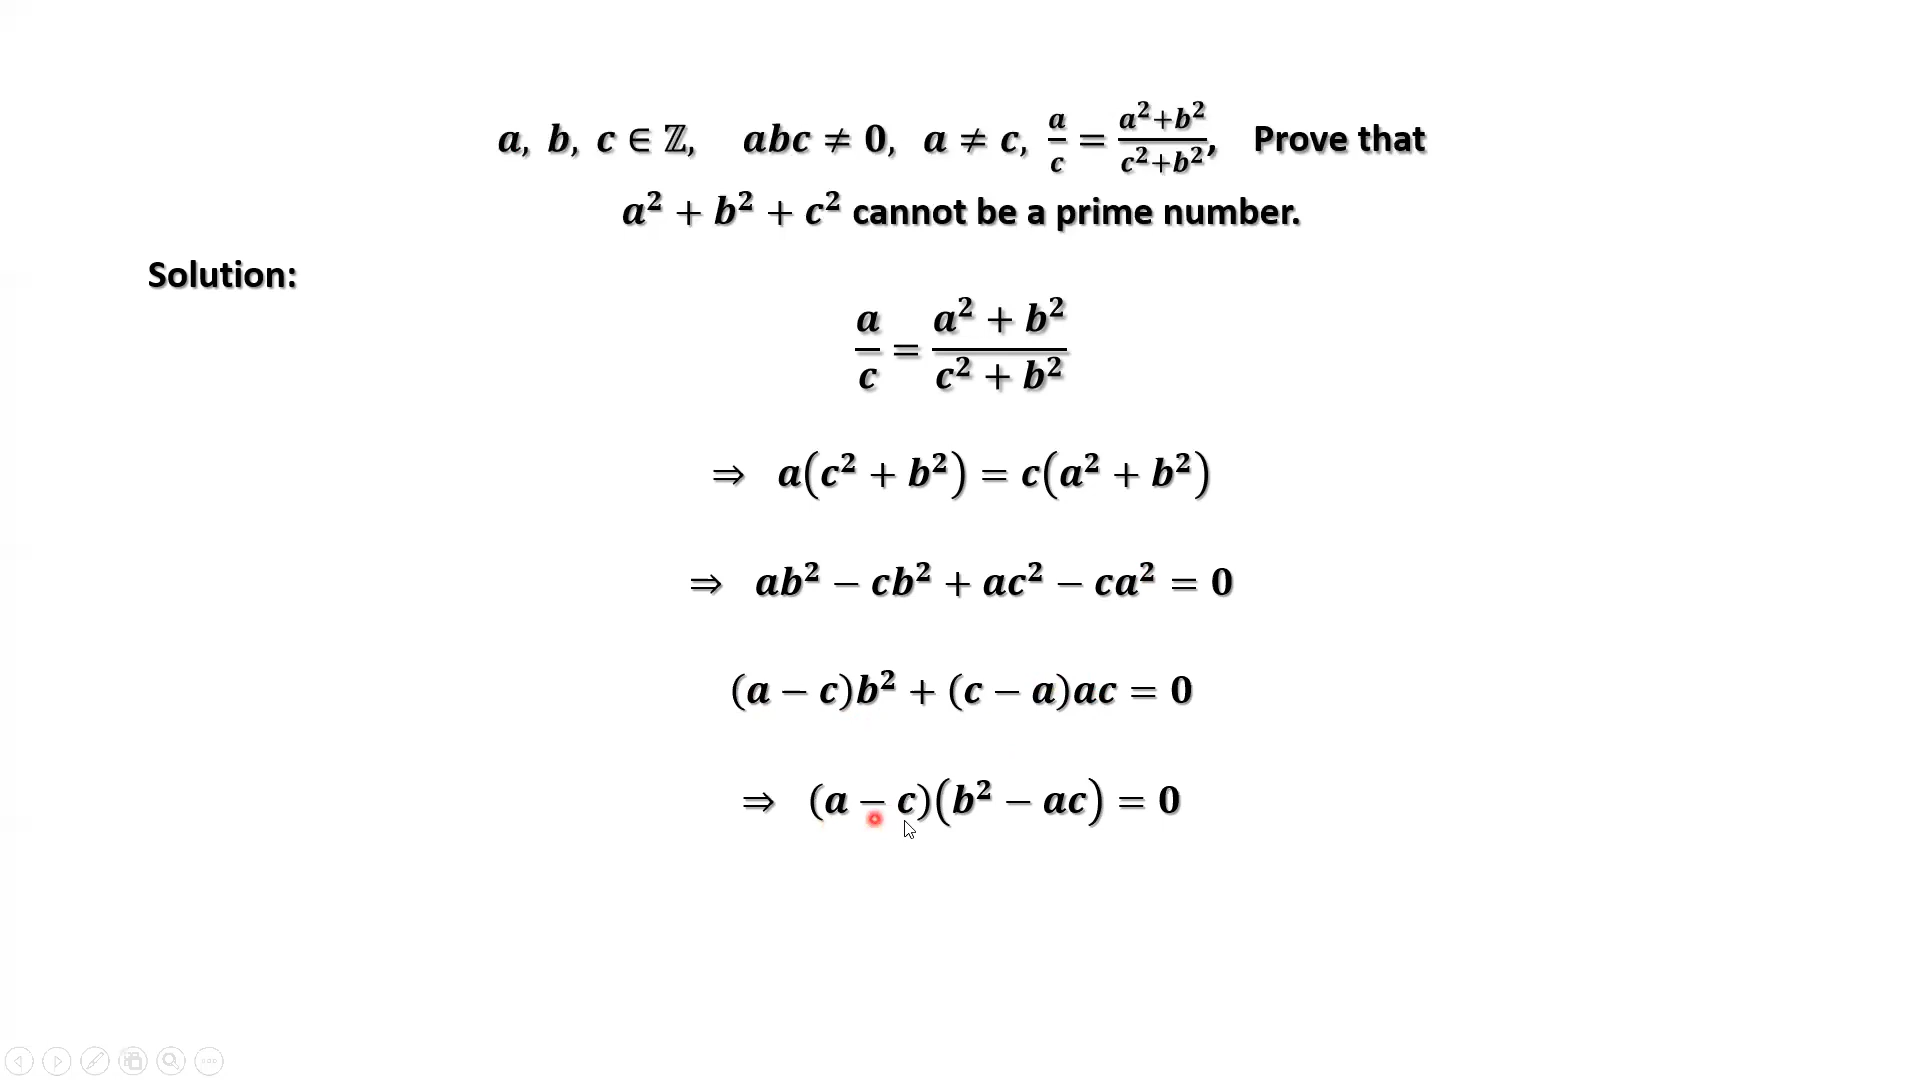 a, b, c ∈ ℤ, abc ≠ 0, a ≠ c, a/c = (a² + b²)/(c² + b²), Prove that
a² + b² + c² cannot be a prime number.
Solution:
a/c = (a² + b²)/(c² + b²)
⇒ a(c² + b²) = c(a² + b²)
⇒ ab² − cb² + ac² − ca² = 0
(a − c)b² + (c − a)ac = 0
⇒ (a − c)(b² − ac) = 0